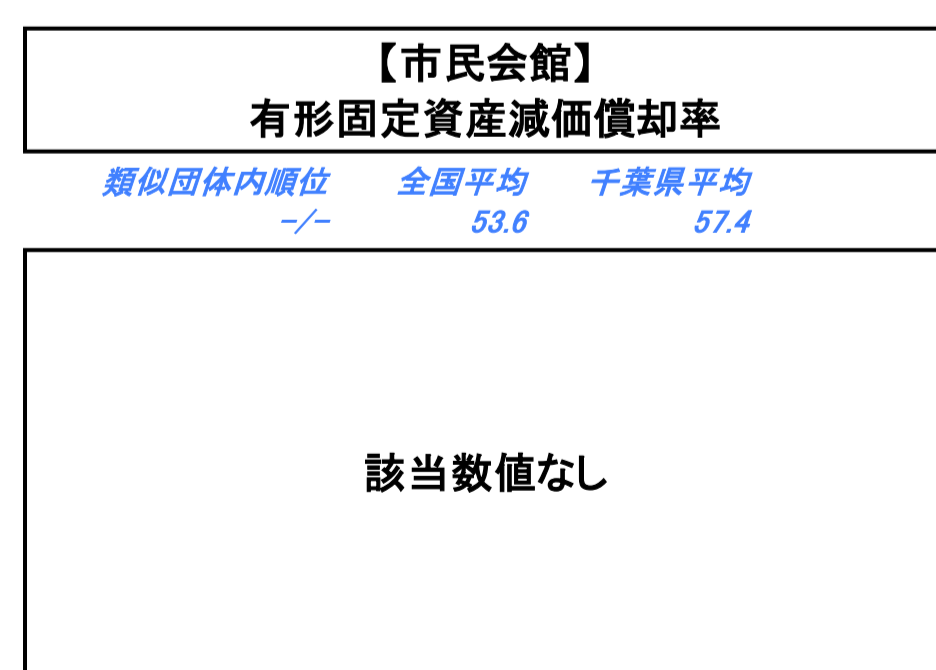 【市民会館】
有形固定資産減価償却率
類似団体内順位 全国平均 千葉県平均
-/- 53.6 57.4
該当数値なし